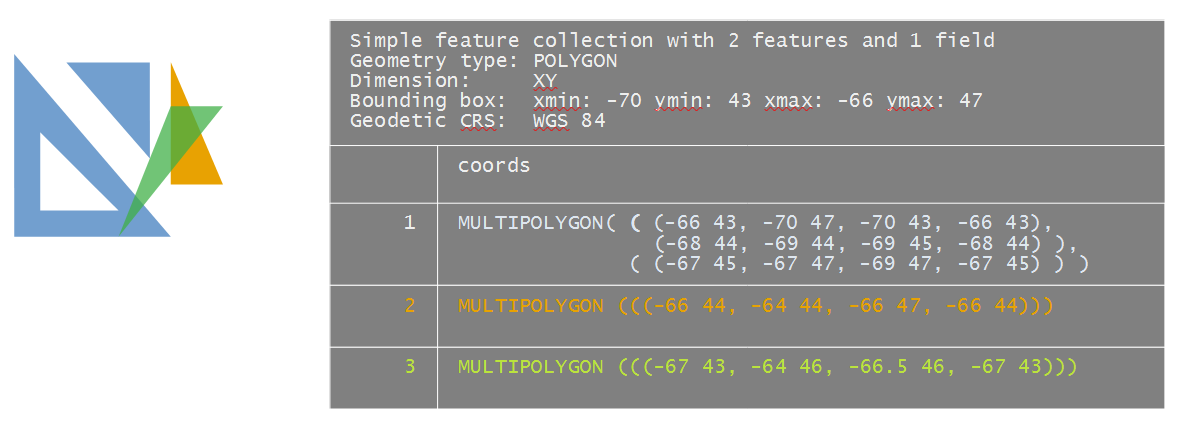 Simple feature collection with 2 features and 1 field
Geometry type: POLYGON
Dimension: XY
Bounding box: xmin: -70 ymin: 43 xmax: -66 ymax: 47
Geodetic CRS: WGS 84
coords
1 MULTIPOLYGON( ( (-66 43, -70 47, -70 43, -66 43),
(-68 44, -69 44, -69 45, -68 44) ),
( (-67 45, -67 47, -69 47, -67 45) ) )
2 MULTIPOLYGON (((-66 44, -64 44, -66 47, -66 44)))
3 MULTIPOLYGON (((-67 43, -64 46, -66.5 46, -67 43)))